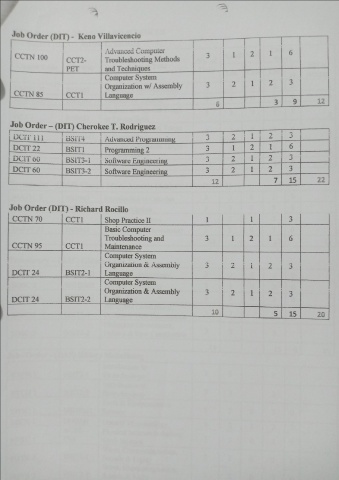 Job Order (DIT) - Keno Villavicencio
CCTN 100 CCT2-PET Advanced Computer Troubleshooting Methods and Techniques 3 1 2 1 6
CCTN 85 CCT1 Computer System Organization w/ Assembly Language 3 2 1 2 3
6 3 9 12
Job Order – (DIT) Cherokee T. Rodriguez
DCIT 111 BSIT4 Advanced Programming 3 2 1 2 3
DCIT 22 BSIT1 Programming 2 3 1 2 1 6
DCIT 60 BSIT3-1 Software Engineering 3 2 1 2 3
DCIT 60 BSIT3-2 Software Engineering 3 2 1 2 3
12 7 15 22
Job Order (DIT) - Richard Rocillo
CCTN 70 CCT1 Shop Practice II 1 1 3
CCTN 95 CCT1 Basic Computer Troubleshooting and Maintenance 3 1 2 1 6
DCIT 24 BSIT2-1 Computer System Organization & Assembly Language 3 2 1 2 3
DCIT 24 BSIT2-2 Computer System Organization & Assembly Language 3 2 1 2 3
10 5 15 20